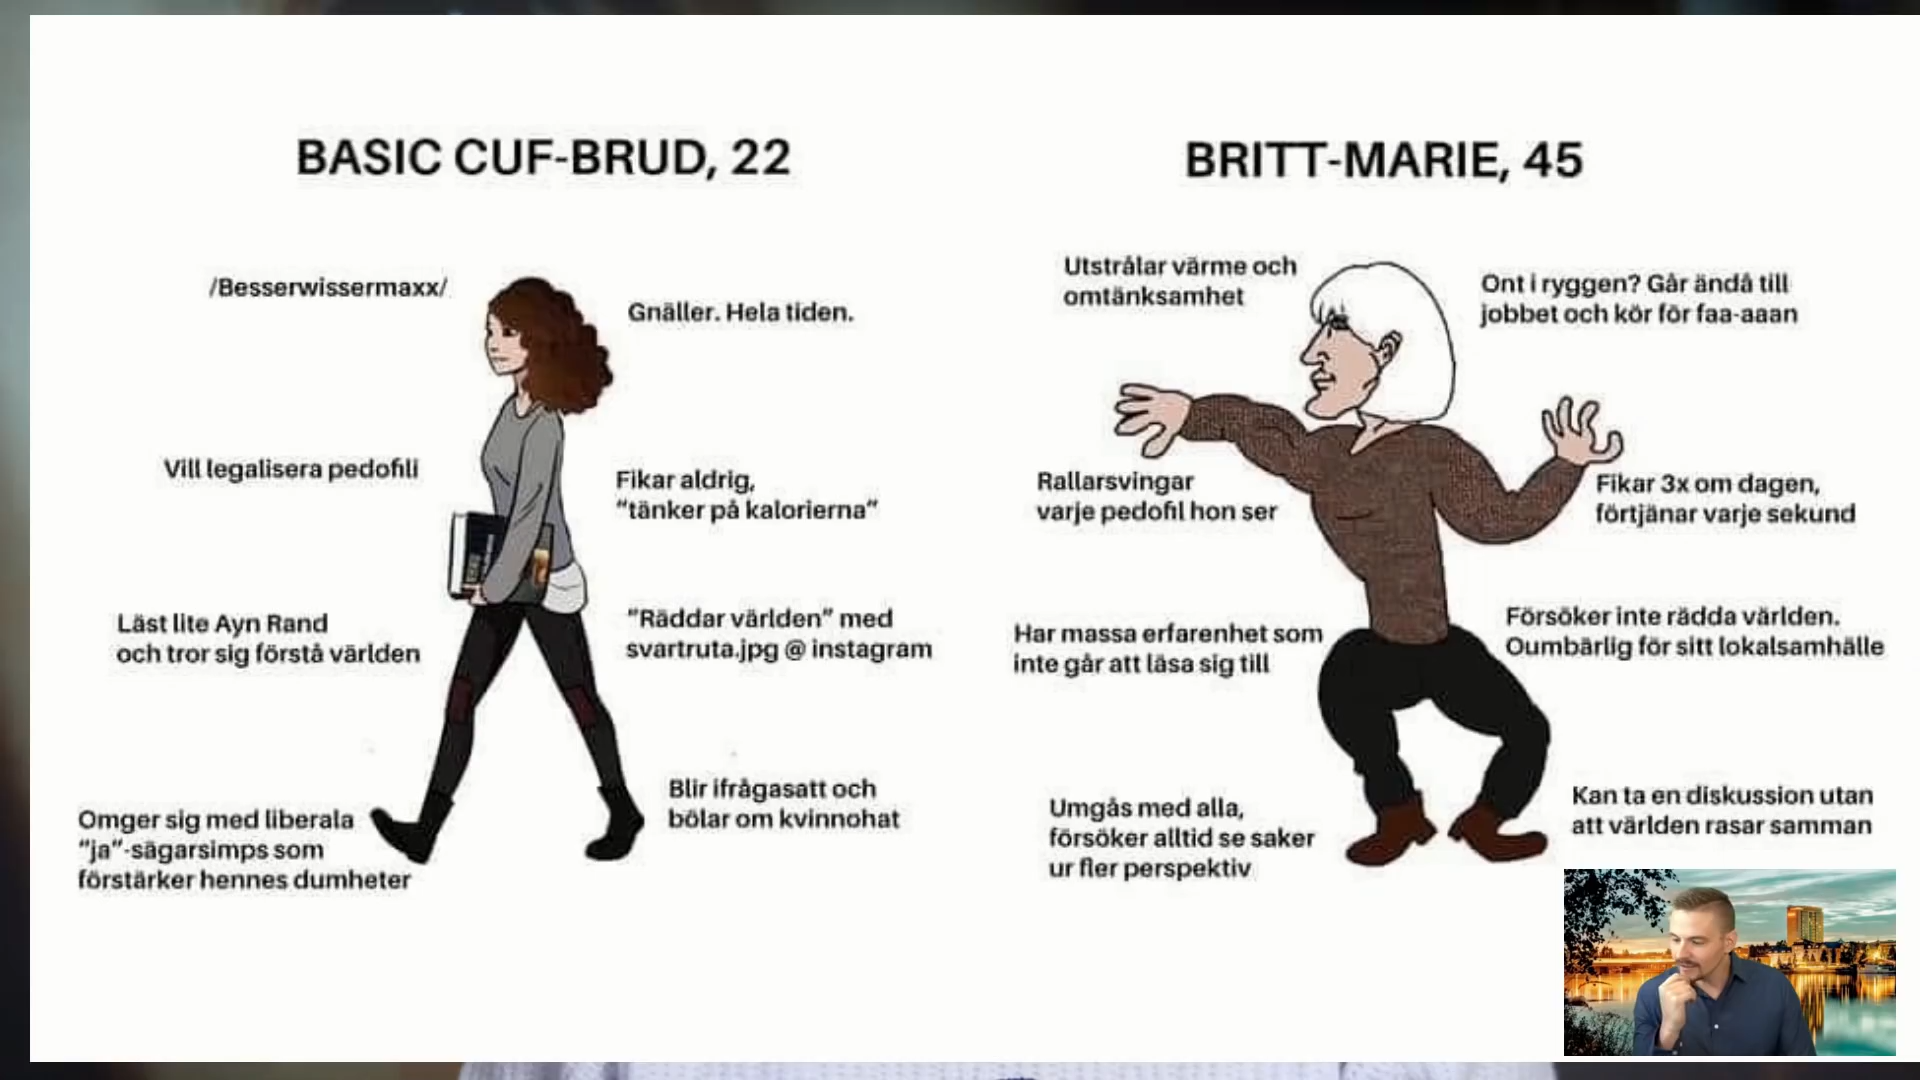 BASIC CUF-BRUD, 22
/Besserwissermaxx/
Gnäller. Hela tiden.
Vill legalisera pedofili
Fikar aldrig,
"tänker på kalorierna"
Läst lite Ayn Rand
och tror sig förstå världen
"Räddar världen" med
svartruta.jpg @ instagram
Omger sig med liberala
"ja"-sägarsimps som
förstärker hennes dumheter
Blir ifrågasatt och
bölar om kvinnohat
BRITT-MARIE, 45
Utstrålar värme och
omtänksamhet
Ont i ryggen? Går ändå till
jobbet och kör för faa-aaan
Rallarsvingar
varje pedofil hon ser
Fikar 3x om dagen,
förtjänar varje sekund
Har massa erfarenhet som
inte går att läsa sig till
Försöker inte rädda världen.
Oumbärlig för sitt lokalsamhälle
Umgås med alla,
försöker alltid se saker
ur fler perspektiv
Kan ta en diskussion utan
att världen rasar samman